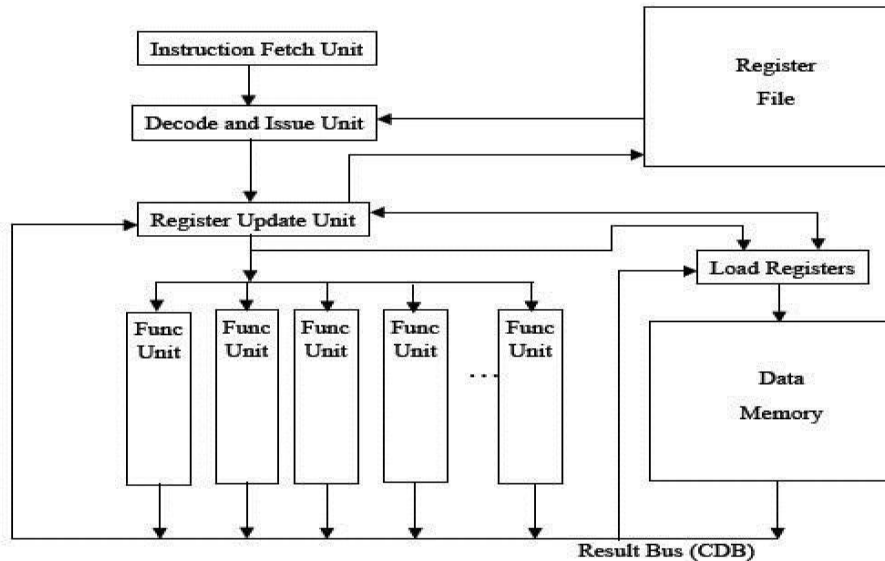 Instruction Fetch Unit
Register
File
Decode and Issue Unit
Register Update Unit
Load Registers
Func
Unit
Func
Unit
Func
Unit
Func
Unit
....
Func
Unit
Data
Memory
Result Bus (CDB)